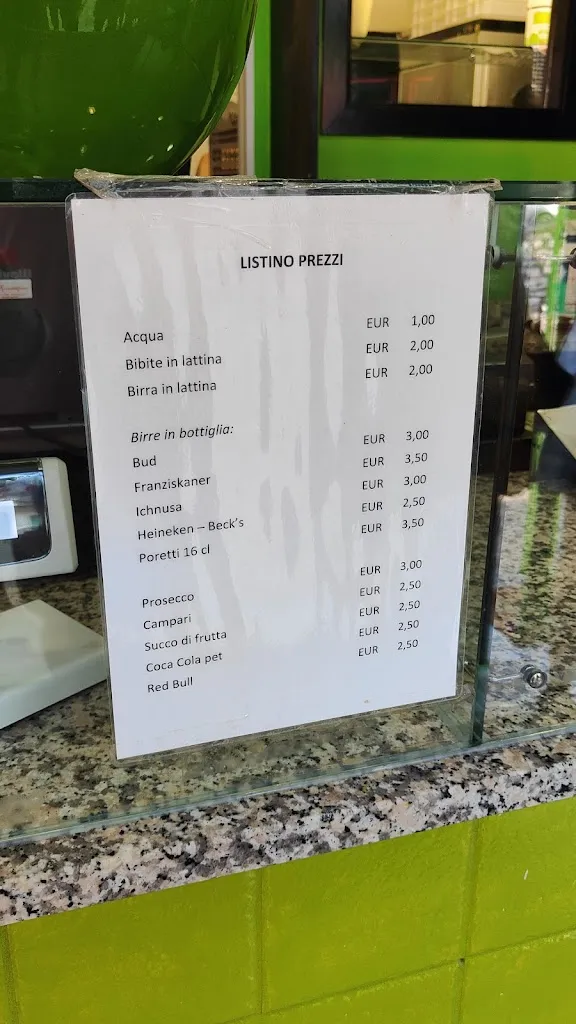 LISTINO PREZZI
Acqua EUR 1,00
Bibite in lattina EUR 2,00
Birra in lattina EUR 2,00
Birre in bottiglia:
Bud EUR 3,00
Franziskaner EUR 3,50
Ichnusa EUR 3,00
Heineken – Beck's EUR 2,50
Poretti 16 cl EUR 3,50
Prosecco EUR 3,00
Campari EUR 2,50
Succo di frutta EUR 2,50
Coca Cola pet EUR 2,50
Red Bull EUR 2,50